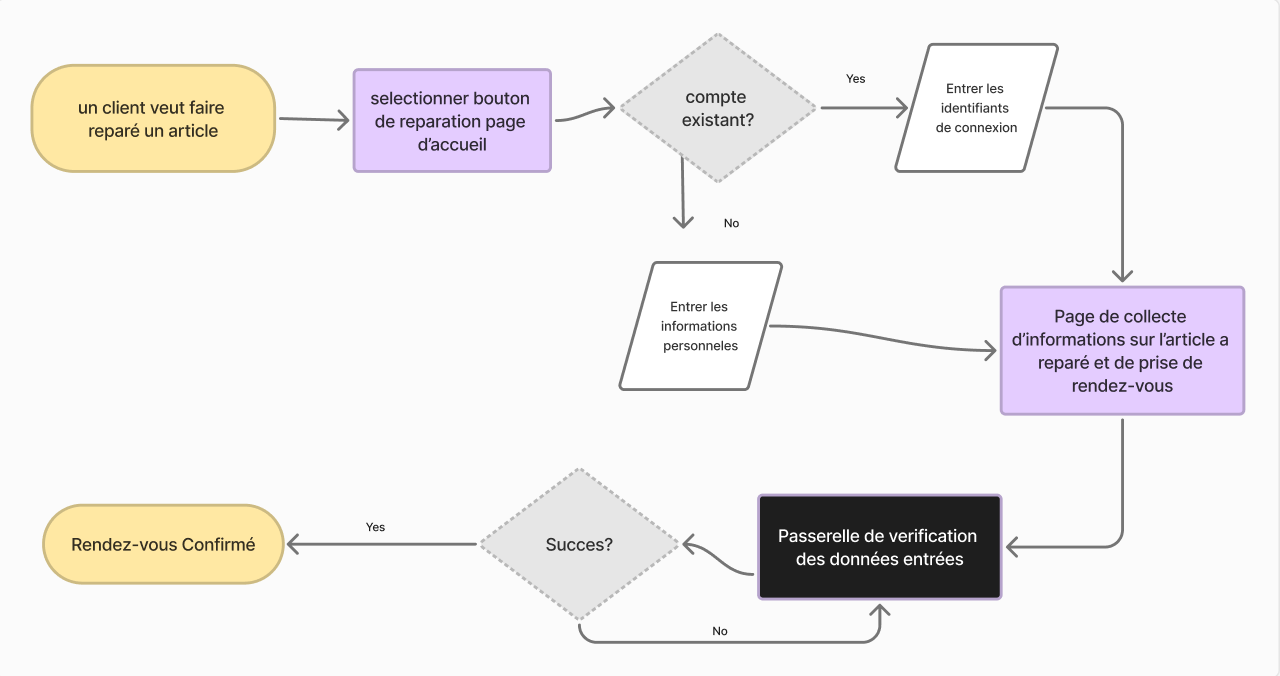 un client veut faire
reparé un article
selectionner bouton
de reparation page
d’accueil
compte
existant?
Yes
Entrer les
identifiants
de connexion
No
Entrer les
informations
personneles
Page de collecte
d’informations sur l’article a
reparé et de prise de
rendez-vous
Passerelle de verification
des données entrées
Succes?
Yes
Rendez-vous Confirmé
No